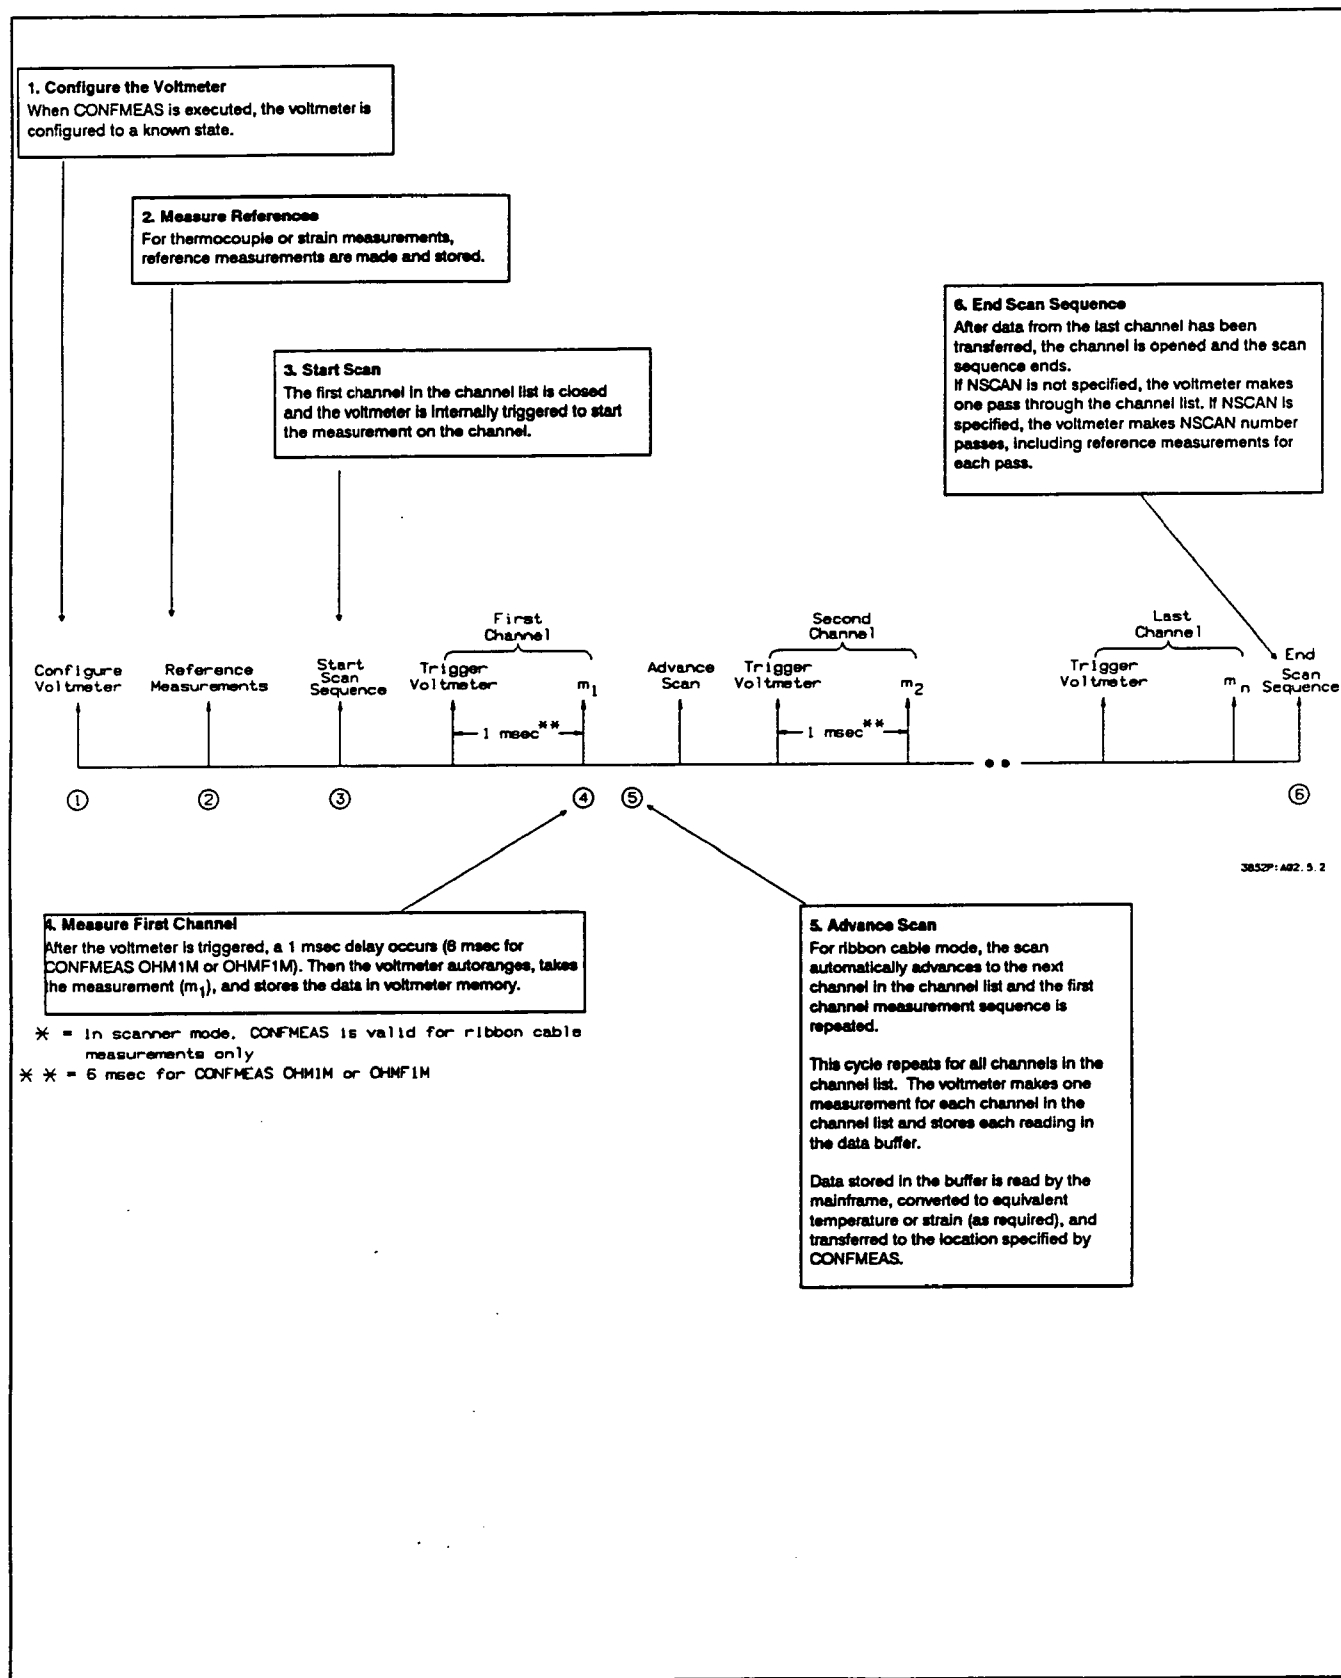 1. Configure the Voltmeter
When CONFMEAS is executed, the voltmeter is
configured to a known state.
2. Measure References
For thermocouple or strain measurements,
reference measurements are made and stored.
3. Start Scan
The first channel in the channel list is closed
and the voltmeter is internally triggered to start
the measurement on the channel.
6. End Scan Sequence
After data from the last channel has been
transferred, the channel is opened and the scan
sequence ends.
If NSCAN is not specified, the voltmeter makes
one pass through the channel list. If NSCAN is
specified, the voltmeter makes NSCAN number
passes, including reference measurements for
each pass.
Configure
Voltmeter
Reference
Measurements
Start
Scan
Sequence
First
Channel
Trigger
Voltmeter
m1
1 msec**
Advance
Scan
Second
Channel
Trigger
Voltmeter
m2
1 msec**
Last
Channel
Trigger
Voltmeter
mn
End
Scan
Sequence
① ② ③ ④ ⑤ ⑥
3852P:A02.5.2
4. Measure First Channel
After the voltmeter is triggered, a 1 msec delay occurs (6 msec for
CONFMEAS OHM1M or OHMF1M). Then the voltmeter autoranges, takes
the measurement (m1), and stores the data in voltmeter memory.
* = In scanner mode, CONFMEAS is valid for ribbon cable
measurements only
* * = 6 msec for CONFMEAS OHM1M or OHMF1M
5. Advance Scan
For ribbon cable mode, the scan
automatically advances to the next
channel in the channel list and the first
channel measurement sequence is
repeated.
This cycle repeats for all channels in the
channel list. The voltmeter makes one
measurement for each channel in the
channel list and stores each reading in
the data buffer.
Data stored in the buffer is read by the
mainframe, converted to equivalent
temperature or strain (as required), and
transferred to the location specified by
CONFMEAS.